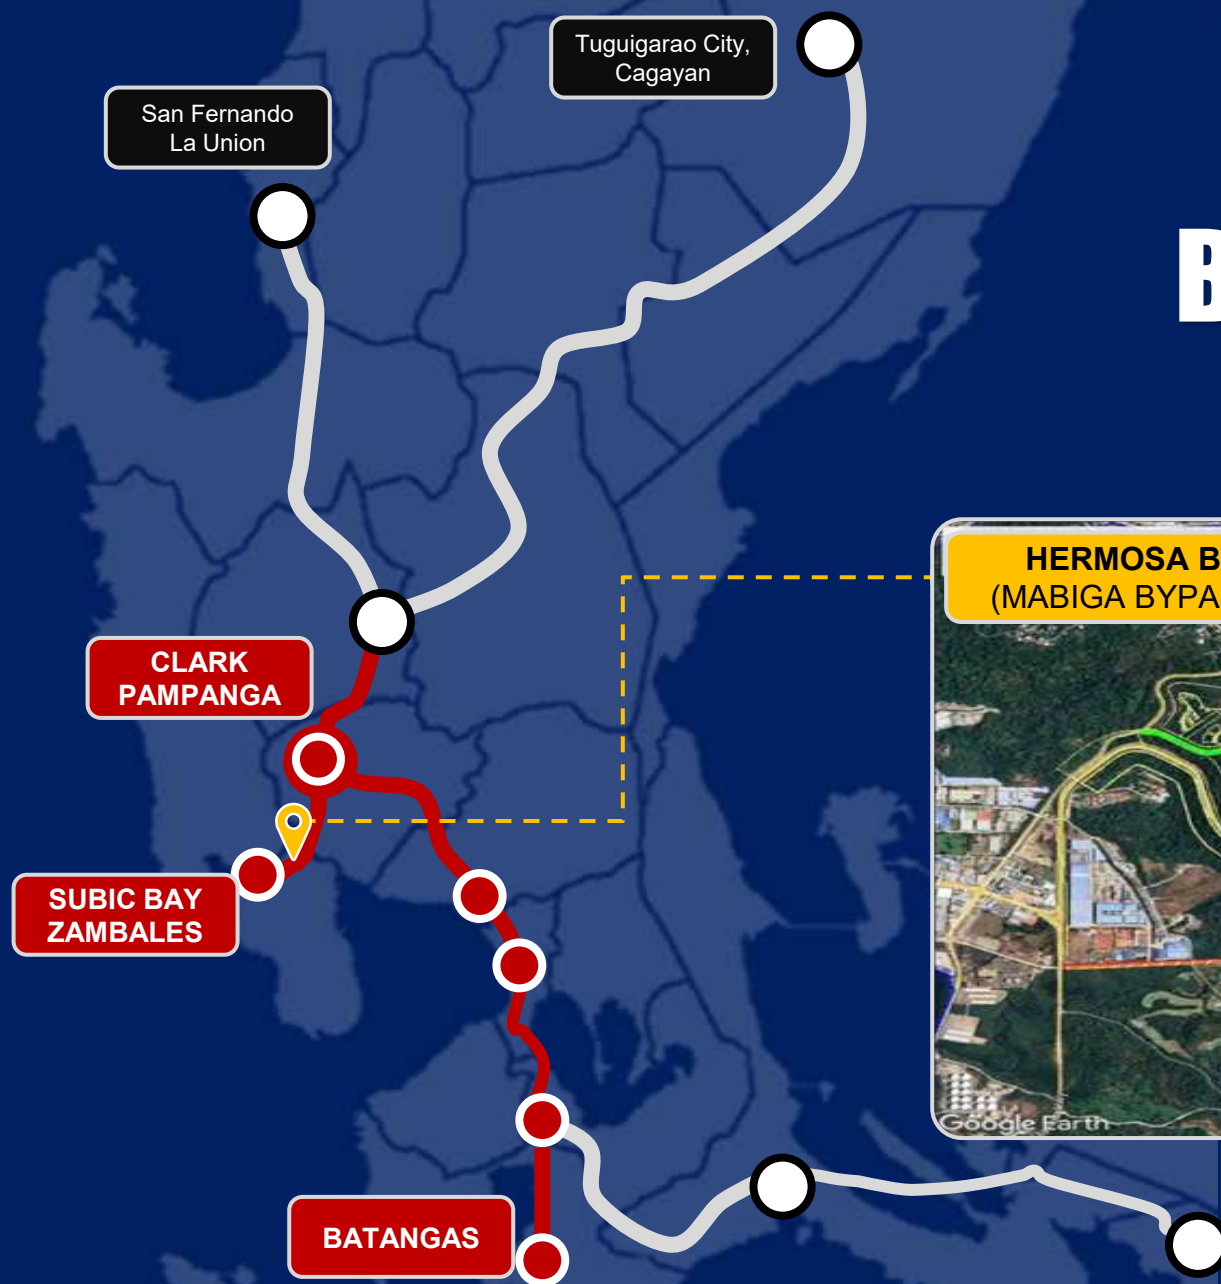 Tuguigarao City,
Cagayan
San Fernando
La Union
B
HERMOSA B
(MABIGA BYPA
CLARK
PAMPANGA
SUBIC BAY
ZAMBALES
Google Earth
BATANGAS